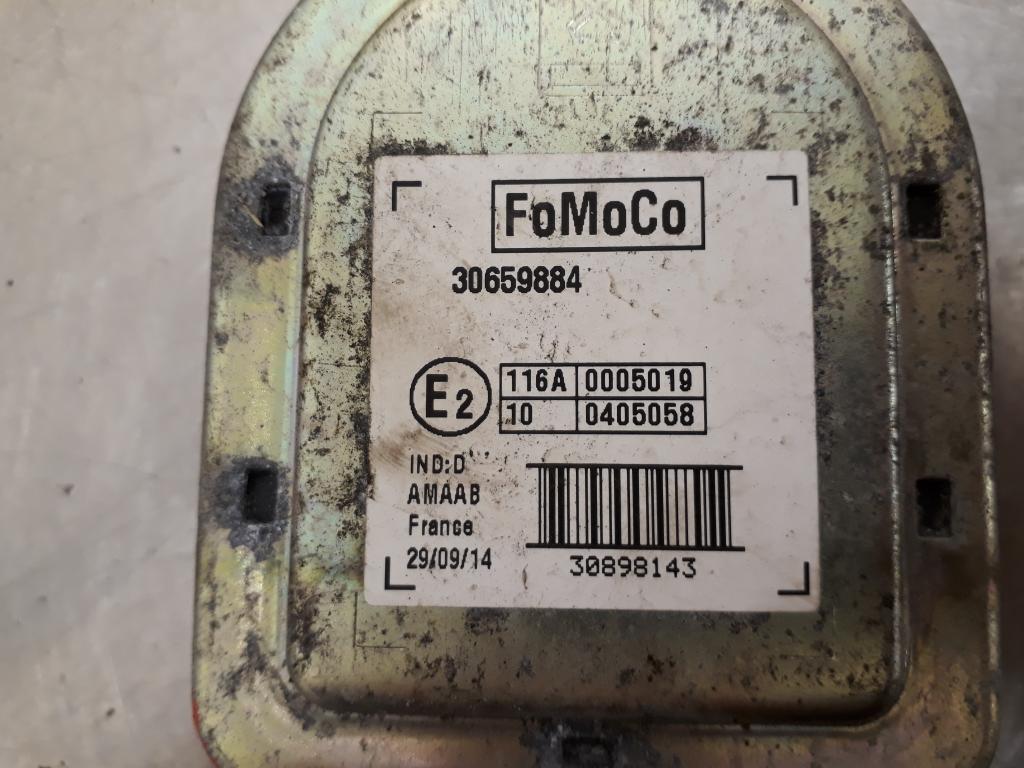 FoMoCo
30659884
E2
116A 0005019
10 0405058
IND:D
AMAAB
France
29/09/14
30898143